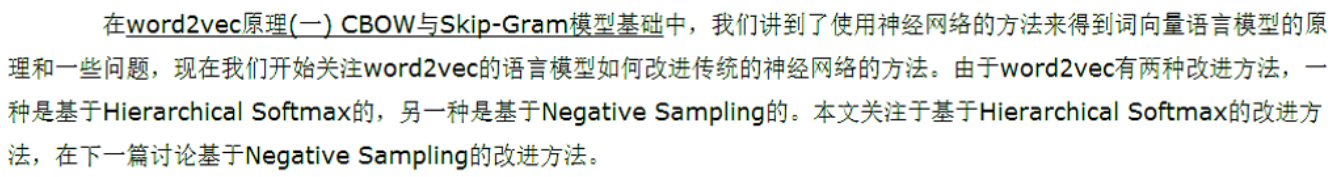 在word2vec原理(一) CBOW与Skip-Gram模型基础中，我们讲到了使用神经网络的方法来得到词向量语言模型的原
理和一些问题，现在我们开始关注word2vec的语言模型如何改进传统的神经网络的方法。由于word2vec有两种改进方法，一
种是基于Hierarchical Softmax的，另一种是基于Negative Sampling的。本文关注于基于Hierarchical Softmax的改进方
法，在下一篇讨论基于Negative Sampling的改进方法。